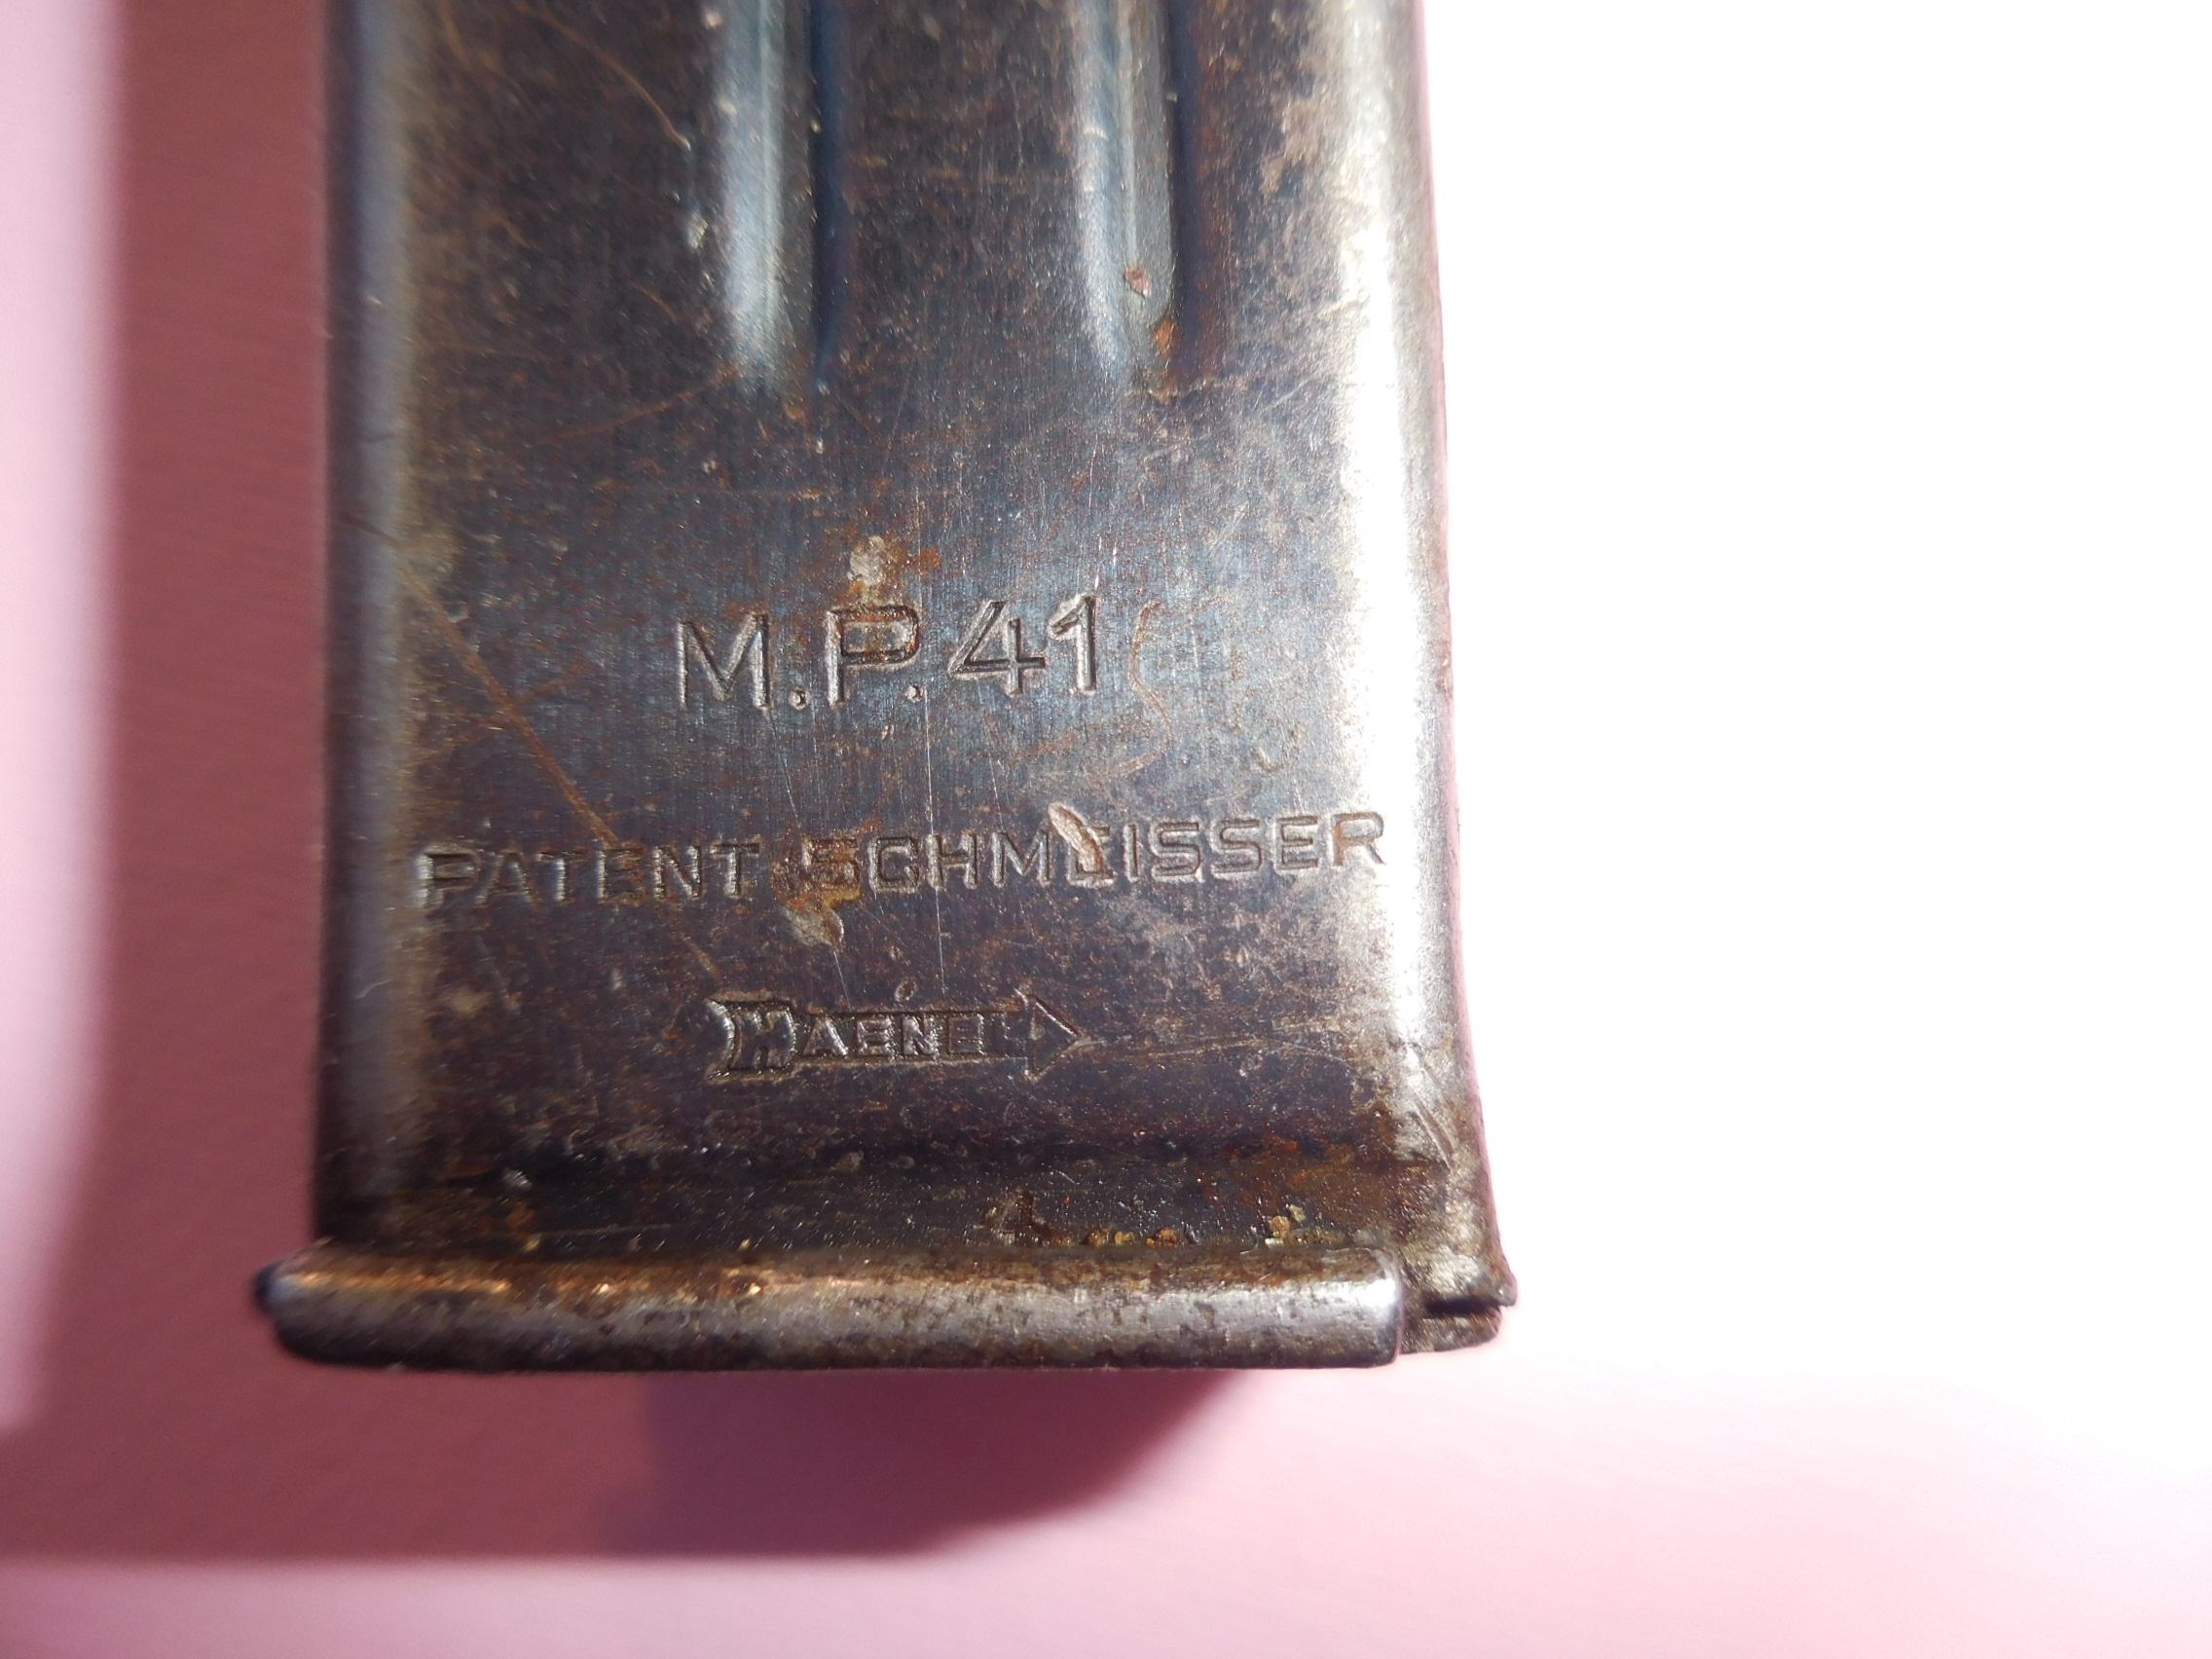 M.P.41
PATENT SCHMEISSER
HAENEL